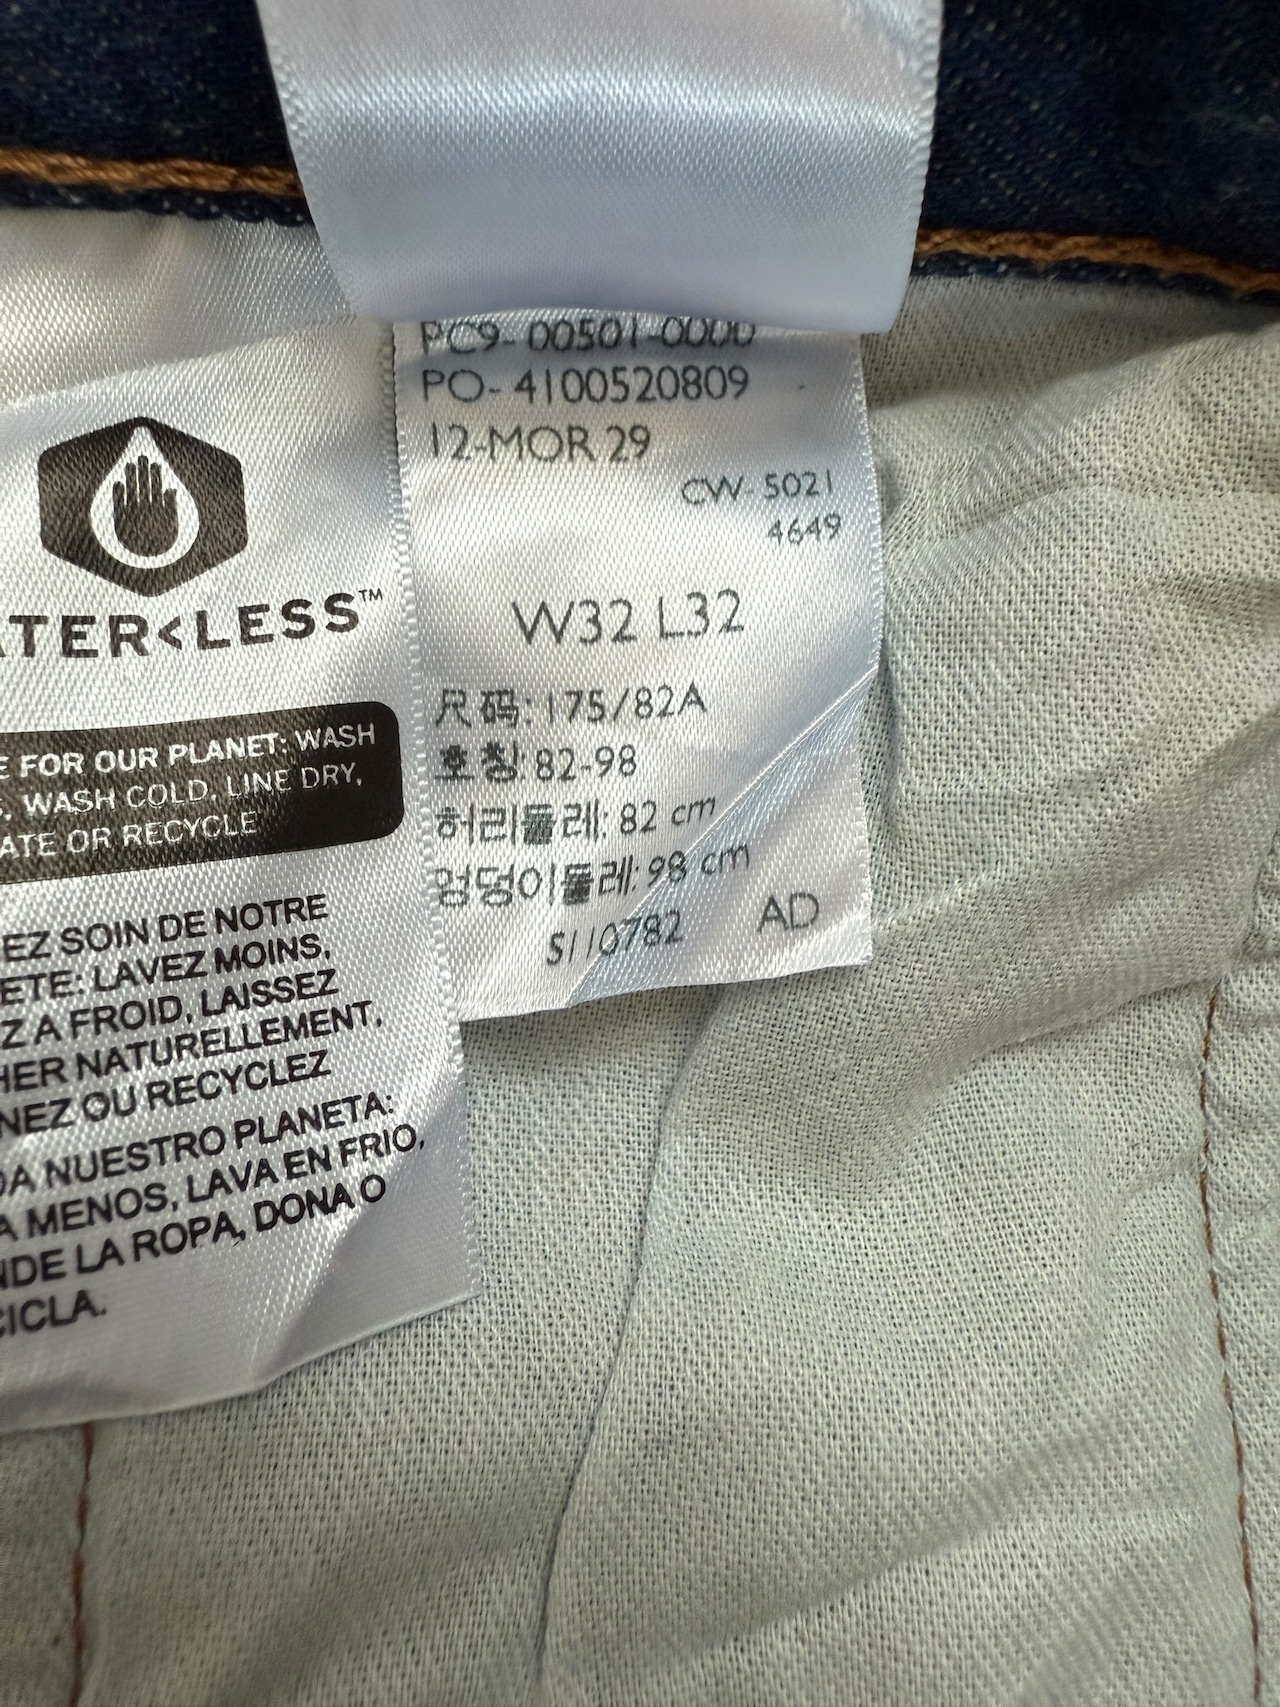 PC9-00501-0000
PO-4100520809
12-MOR 29
CW-5021
4649
W32 L32
尺码:175/82A
호칭:82-98
허리둘레: 82 cm
엉덩이둘레: 98 cm
S110782 AD
ATER<LESS™
E FOR OUR PLANET: WASH
S, WASH COLD, LINE DRY,
ATE OR RECYCLE
EZ SOIN DE NOTRE
ETE: LAVEZ MOINS,
Z A FROID, LAISSEZ
HER NATURELLEMENT,
NEZ OU RECYCLEZ
DA NUESTRO PLANETA:
A MENOS, LAVA EN FRIO,
NDE LA ROPA, DONA O
CICLA.